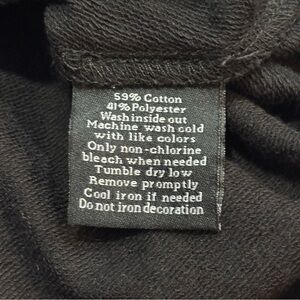 59% Cotton
41% Polyester
Wash inside out
Machine wash cold
with like colors
Only non-chlorine
bleach when needed
Tumble dry low
Remove promptly
Cool iron if needed
Do not iron decoration